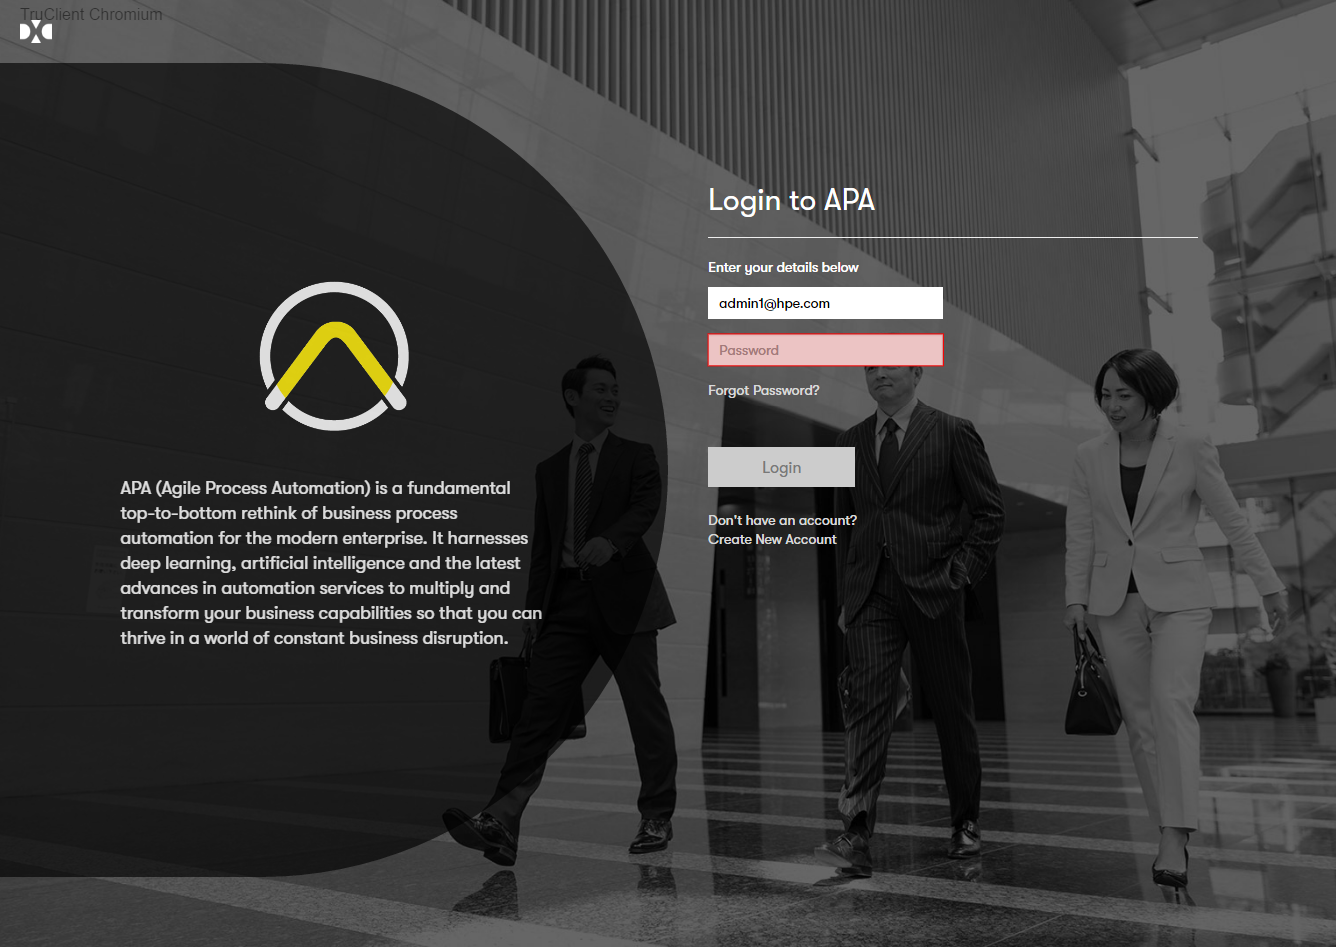 TruClient Chromium
Login to APA
Enter your details below
admin1@hpe.com
Password
Forgot Password?
Login
Don't have an account?
Create New Account
APA (Agile Process Automation) is a fundamental
top-to-bottom rethink of business process
automation for the modern enterprise. It harnesses
deep learning, artificial intelligence and the latest
advances in automation services to multiply and
transform your business capabilities so that you can
thrive in a world of constant business disruption.